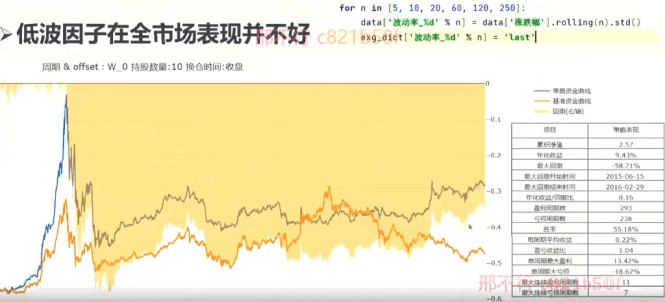 for n in [5, 10, 20, 60, 120, 250]:
data['波动率_%d' % n] = data['涨跌幅'].rolling(n).std()
exg_dict['波动率_%d' % n] = 'last'
➢低波因子在全市场表现并不好
邢不行 c821b50f
周期 & offset : W_0 持股数量:10 换仓时间:收盘
策略资金曲线
基准资金曲线
回撤(右轴)
0
−0.1
−0.2
−0.3
−0.4
−0.5
−0.6
项目 策略表现
累积净值 2.57
年化收益 9.43%
最大回撤 -58.71%
最大回撤开始时间 2015-06-15
最大回撤结束时间 2016-02-29
年化收益/回撤比 0.16
盈利周期数 293
亏损周期数 238
胜率 55.18%
每周期平均收益 0.22%
盈亏收益比 1.04
单周期最大盈利 13.42%
单周期大亏损 -18.62%
最大连续盈利周期数 11
最大连续亏损周期数 7
邢不行 c821b50f